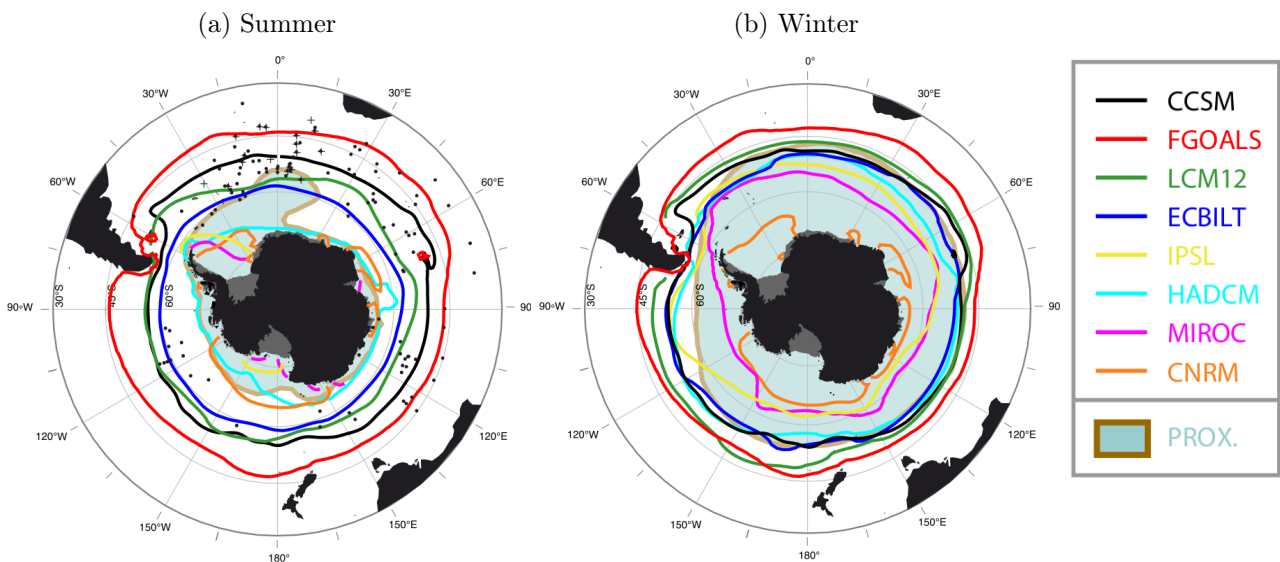 (a) Summer
(b) Winter
0°
30°W
30°E
60°W
60°E
90°W
90
120°W
120°E
150°W
150°E
180°
30°S
45°S
60°S
0°
30°W
30°E
60°W
60°E
90°W
90
120°W
120°E
150°W
150°E
180°
30°S
45°S
60°S
CCSM
FGOALS
LCM12
ECBILT
IPSL
HADCM
MIROC
CNRM
PROX.